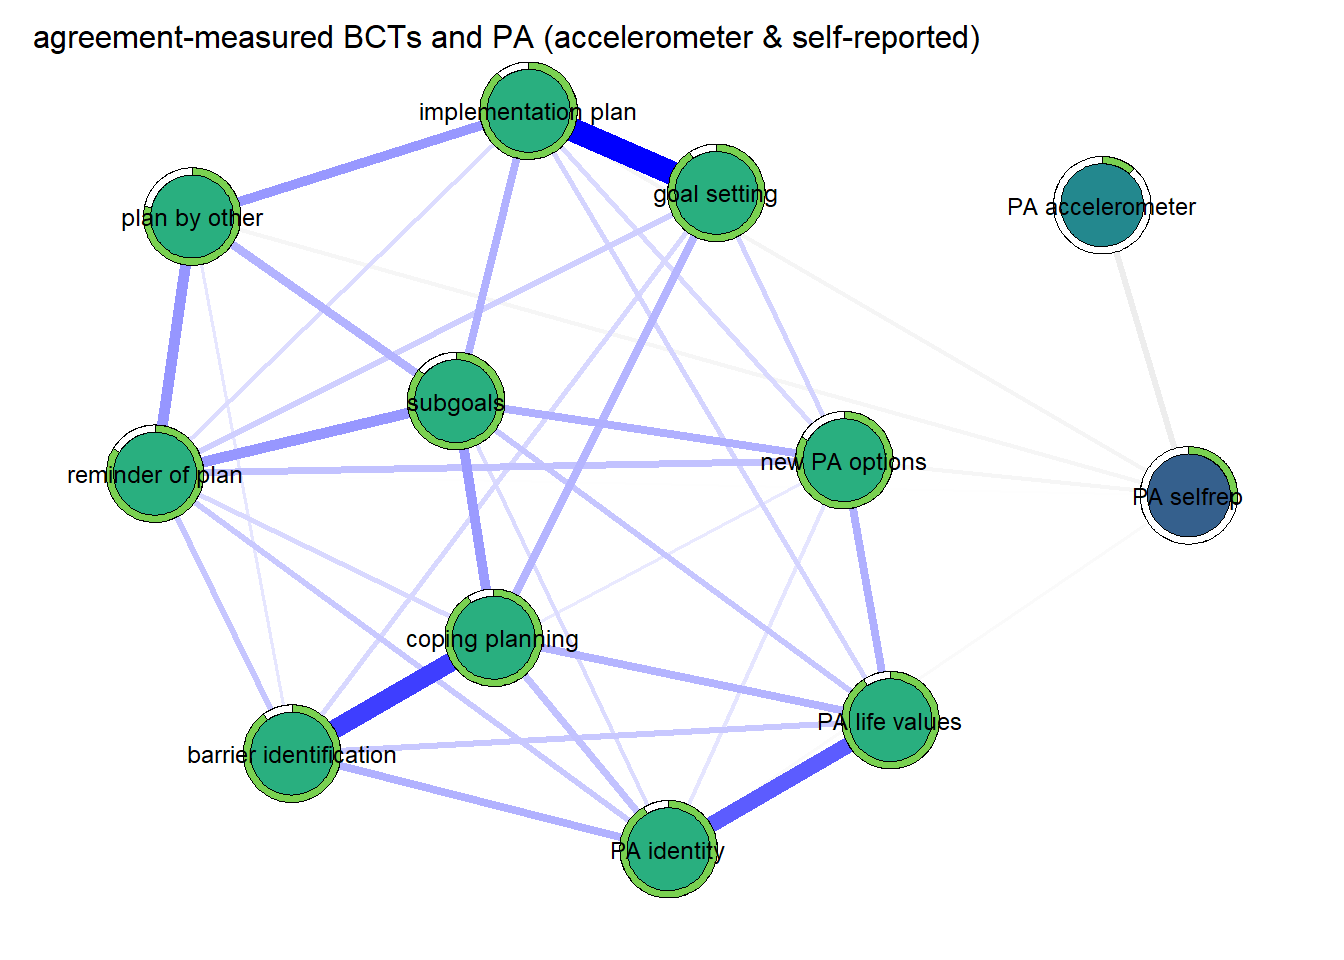 agreement-measured BCTs and PA (accelerometer & self-reported)
implementation plan
goal setting
PA accelerometer
plan by other
subgoals
new PA options
reminder of plan
PA selfrep
coping planning
PA life values
barrier identification
PA identity